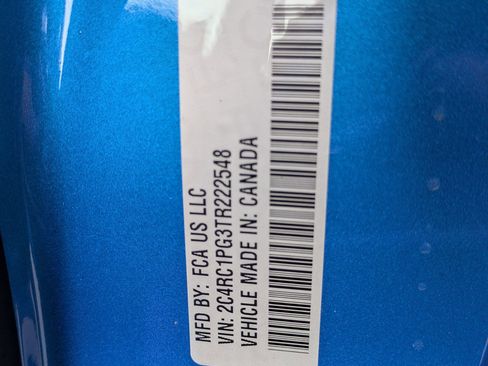 MFD BY: FCA US LLC
VIN: 2C4RC1PG3TR222548
VEHICLE MADE IN: CANADA